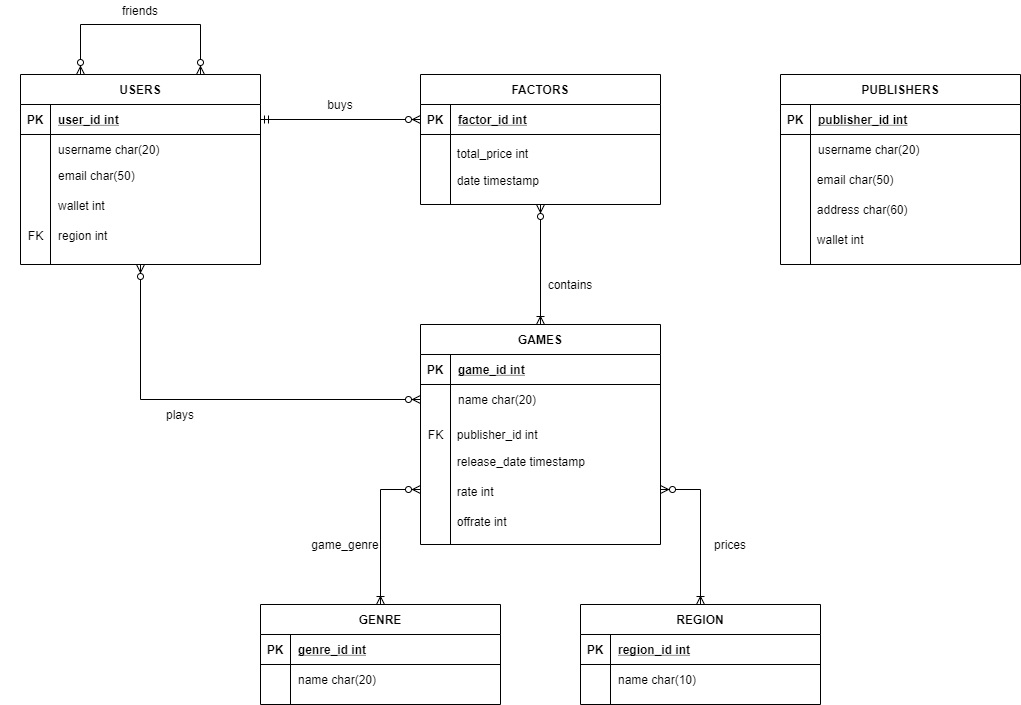 friends
USERS
PK user_id int
username char(20)
email char(50)
wallet int
FK region int
buys
FACTORS
PK factor_id int
total_price int
date timestamp
PUBLISHERS
PK publisher_id int
username char(20)
email char(50)
address char(60)
wallet int
contains
plays
GAMES
PK game_id int
name char(20)
FK publisher_id int
release_date timestamp
rate int
offrate int
game_genre
prices
GENRE
PK genre_id int
name char(20)
REGION
PK region_id int
name char(10)